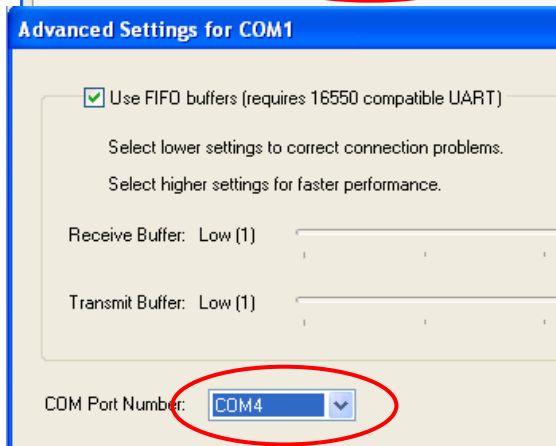 Advanced Settings for COM1
Use FIFO buffers (requires 16550 compatible UART)
Select lower settings to correct connection problems.
Select higher settings for faster performance.
Receive Buffer: Low (1)
Transmit Buffer: Low (1)
COM Port Number: COM4